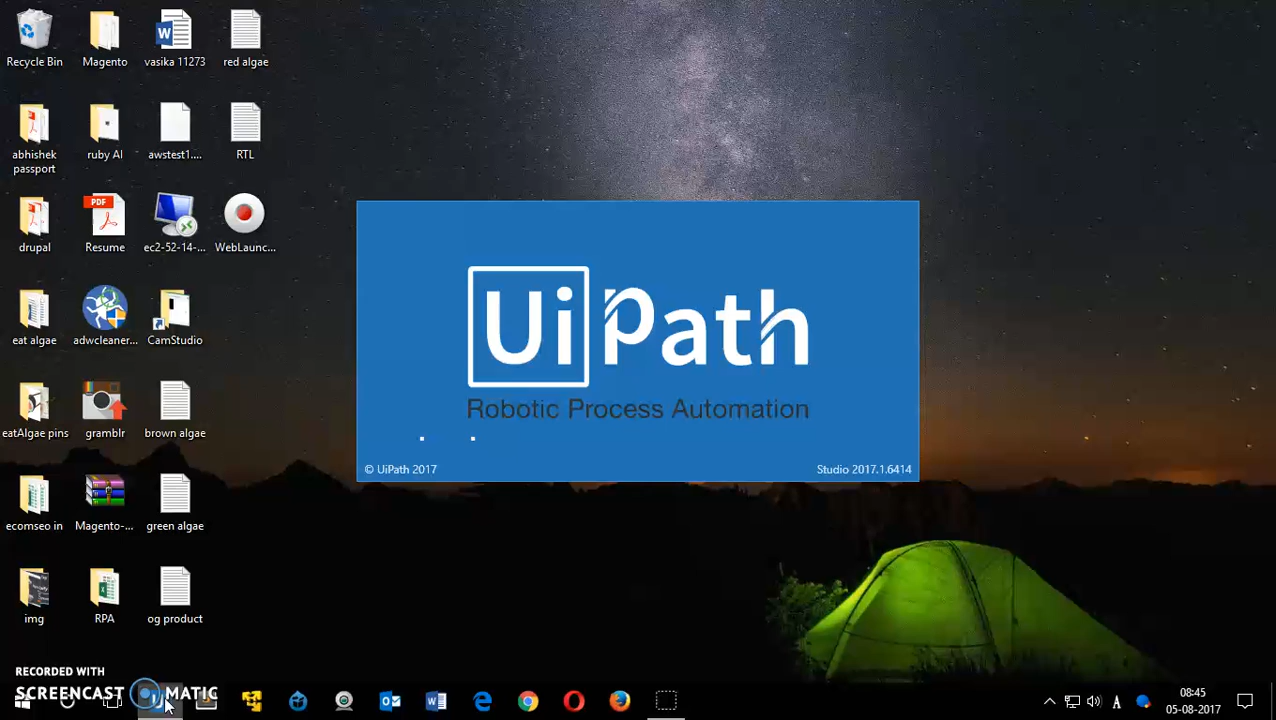 Recycle Bin
Magento
vasika 11273
red algae
abhishek
passport
ruby AI
awstest1....
RTL
drupal
PDF
Resume
ec2-52-14-...
WebLaunc...
eat algae
adwcleaner...
CamStudio
eatAlgae pins
gramblr
brown algae
ecomseo in
Magento-...
green algae
img
RPA
og product
UiPath
Robotic Process Automation
© UiPath 2017
Studio 2017.1.6414
RECORDED WITH
SCREENCAST MATIC
08:45
05-08-2017